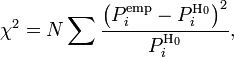 χ² = N ∑ (P_i^emp − P_i^H₀)² / P_i^H₀,